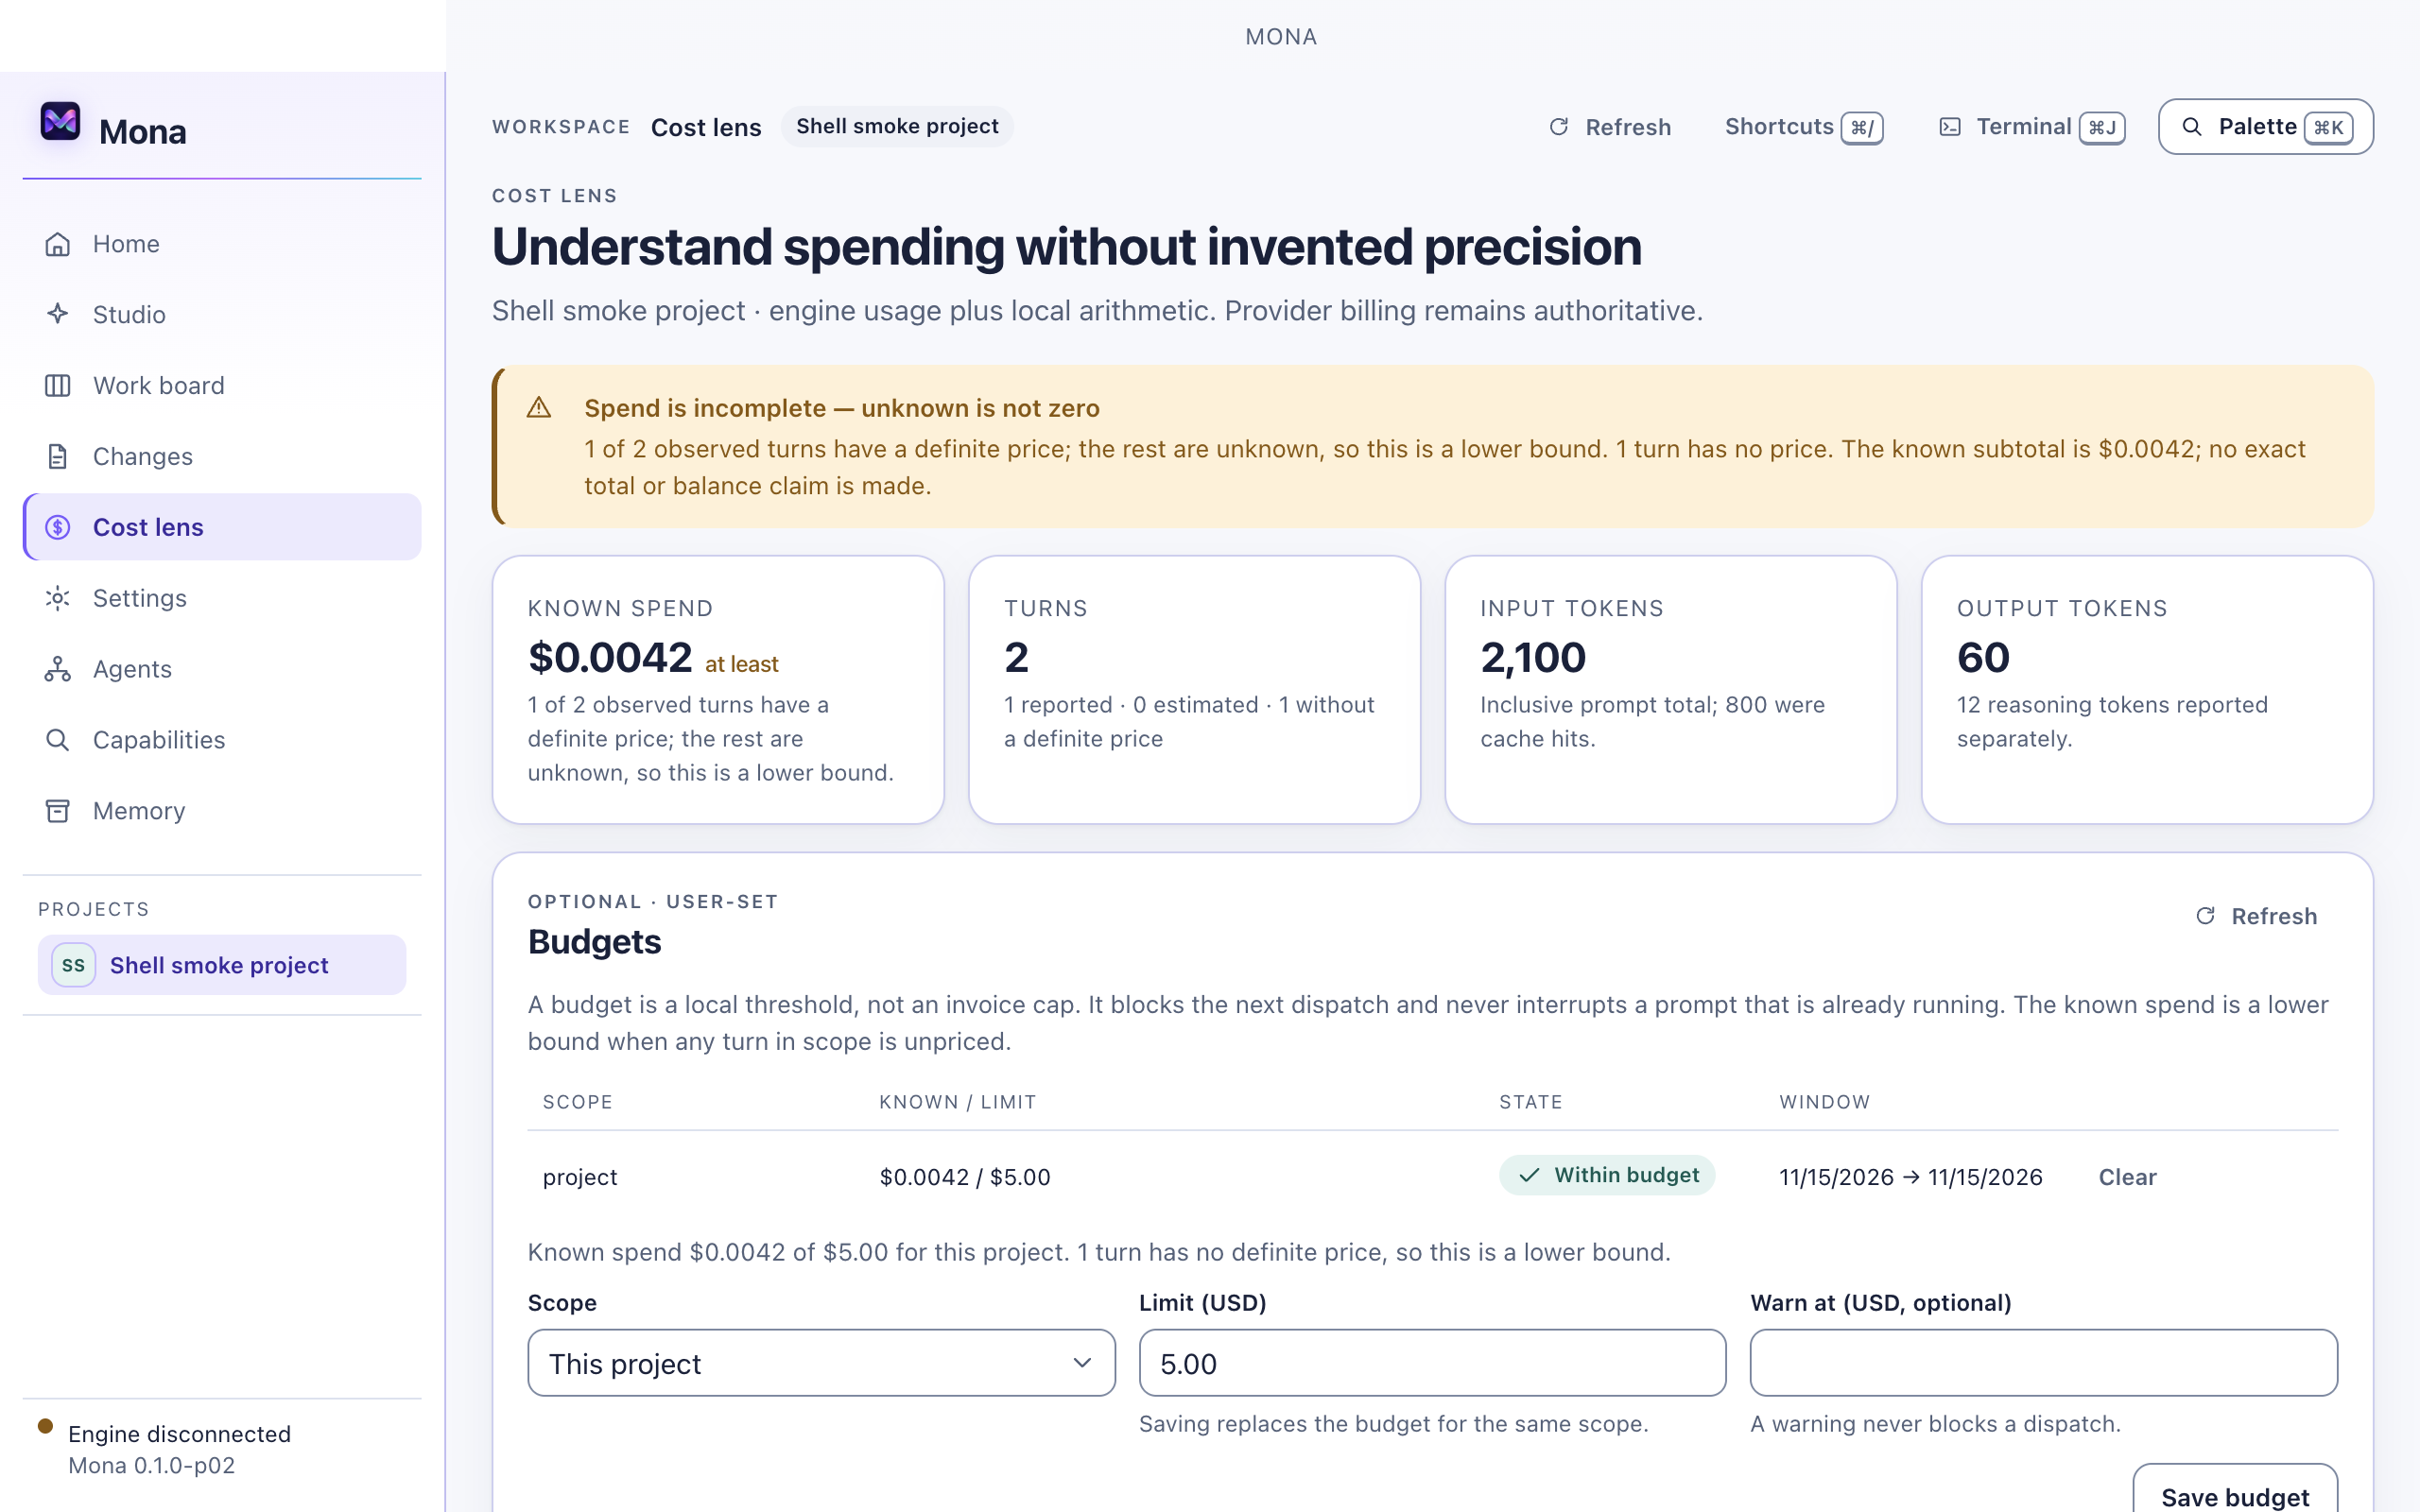 MONA
Mona
Home
Studio
Work board
Changes
Cost lens
Settings
Agents
Capabilities
Memory
PROJECTS
SS Shell smoke project
Engine disconnected
Mona 0.1.0-p02
WORKSPACE Cost lens Shell smoke project
Refresh Shortcuts ⌘/ Terminal ⌘J Palette ⌘K
COST LENS
Understand spending without invented precision
Shell smoke project · engine usage plus local arithmetic. Provider billing remains authoritative.
Spend is incomplete — unknown is not zero
1 of 2 observed turns have a definite price; the rest are unknown, so this is a lower bound. 1 turn has no price. The known subtotal is $0.0042; no exact
total or balance claim is made.
KNOWN SPEND
$0.0042 at least
1 of 2 observed turns have a
definite price; the rest are
unknown, so this is a lower bound.
TURNS
2
1 reported · 0 estimated · 1 without
a definite price
INPUT TOKENS
2,100
Inclusive prompt total; 800 were
cache hits.
OUTPUT TOKENS
60
12 reasoning tokens reported
separately.
OPTIONAL · USER-SET
Budgets
Refresh
A budget is a local threshold, not an invoice cap. It blocks the next dispatch and never interrupts a prompt that is already running. The known spend is a lower
bound when any turn in scope is unpriced.
SCOPE KNOWN / LIMIT STATE WINDOW
project $0.0042 / $5.00 Within budget 11/15/2026 → 11/15/2026 Clear
Known spend $0.0042 of $5.00 for this project. 1 turn has no definite price, so this is a lower bound.
Scope Limit (USD) Warn at (USD, optional)
This project 5.00
Saving replaces the budget for the same scope. A warning never blocks a dispatch.
Save budget